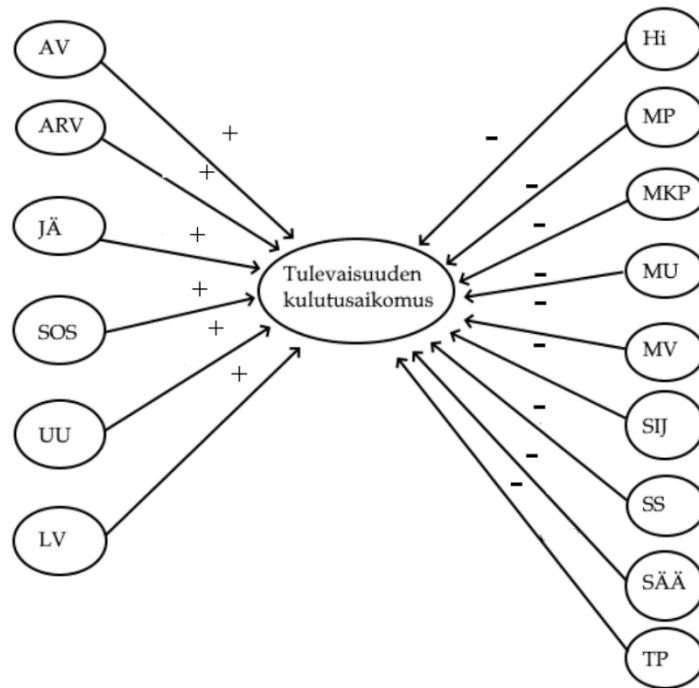 AV
ARV
JÄ
SOS
UU
LV
+
+
+
+
+
+
Tulevaisuuden
kulutusaikomus
-
-
-
-
-
-
-
-
-
Hi
MP
MKP
MU
MV
SIJ
SS
SÄÄ
TP